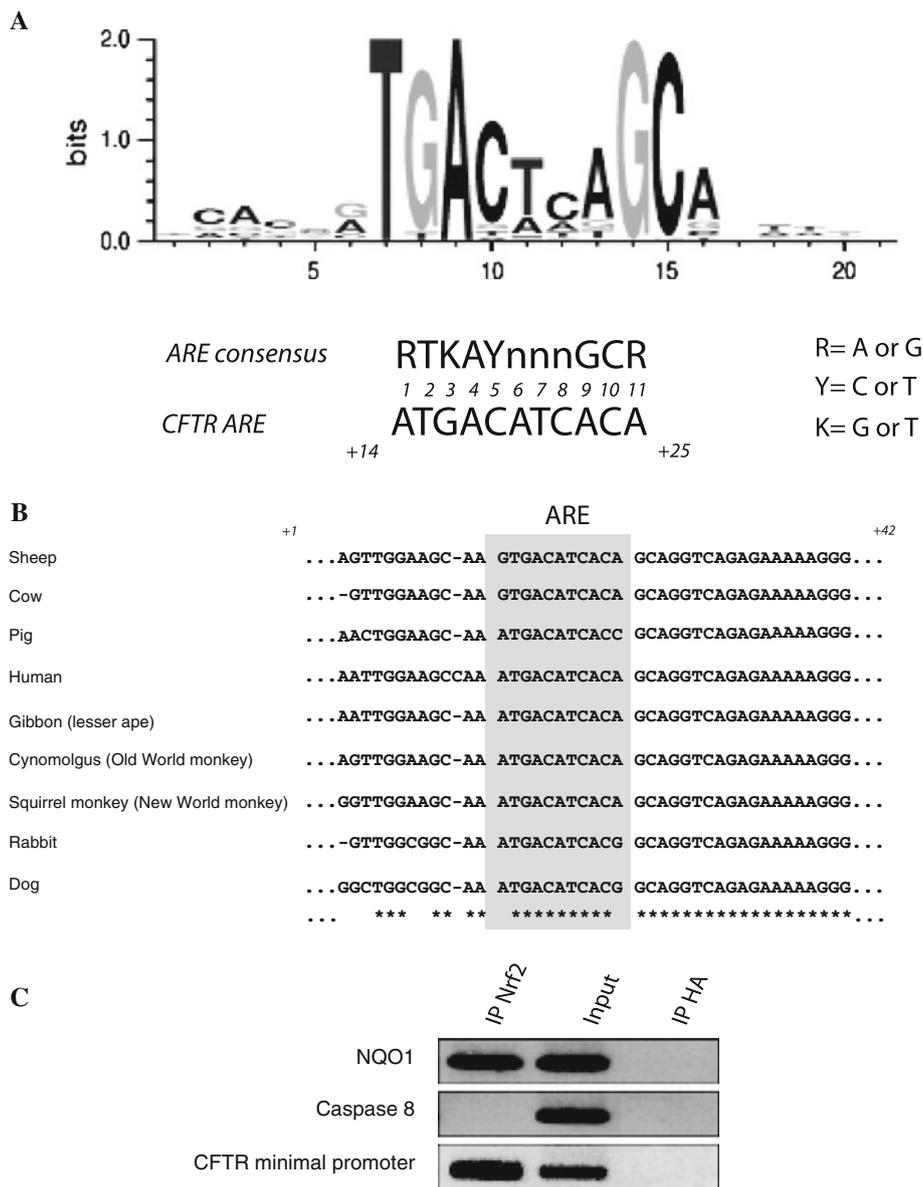 A
2.0
bits
1.0
0.0
TGACTCAGCA
5 10 15 20
ARE consensus RTKAYnnnGCR R= A or G
1 2 3 4 5 6 7 8 9 10 11 Y= C or T
CFTR ARE ATGACATCACA K= G or T
+14 +25
B
ARE
+1 +42
Sheep ...AGTTGGAAGC-AA GTGACATCACA GCAGGTCAGAGAAAAAGGG...
Cow ...-GTTGGAAGC-AA GTGACATCACA GCAGGTCAGAGAAAAAGGG...
Pig ...AACTGGAAGC-AA ATGACATCACC GCAGGTCAGAGAAAAAGGG...
Human ...AATTGGAAGCCAA ATGACATCACA GCAGGTCAGAGAAAAAGGG...
Gibbon (lesser ape) ...AATTGGAAGC-AA ATGACATCACA GCAGGTCAGAGAAAAAGGG...
Cynomolgus (Old World monkey) ...AGTTGGAAGC-AA ATGACATCACA GCAGGTCAGAGAAAAAGGG...
Squirrel monkey (New World monkey) ...GGTTGGAAGC-AA ATGACATCACA GCAGGTCAGAGAAAAAGGG...
Rabbit ...-GTTGGCGGC-AA ATGACATCACG GCAGGTCAGAGAAAAAGGG...
Dog ...GGCTGGCGGC-AA ATGACATCACG GCAGGTCAGAGAAAAAGGG...
... *** ** ** ********* *******************...
C
IP Nrf2 Input IP HA
NQO1
Caspase 8
CFTR minimal promoter